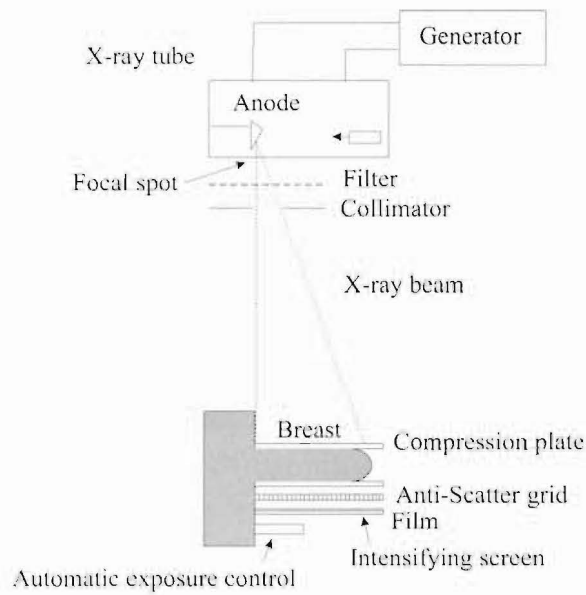 Generator
X-ray tube
Anode
Focal spot
Filter
Collimator
X-ray beam
Breast
Compression plate
Anti-Scatter grid
Film
Intensifying screen
Automatic exposure control